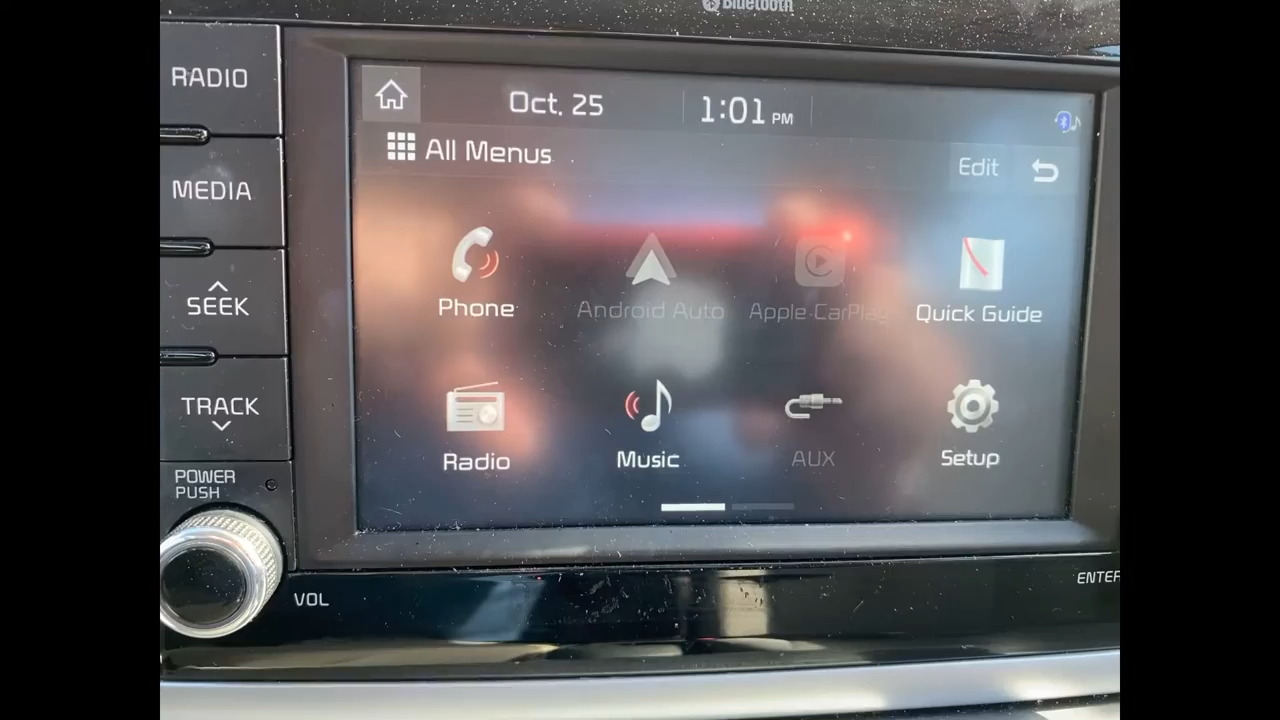 Bluetooth
RADIO
MEDIA
SEEK
TRACK
POWER
PUSH
VOL
Oct. 25
1:01 PM
All Menus
Edit
Phone
Android Auto
Apple CarPlay
Quick Guide
Radio
Music
AUX
Setup
ENTER